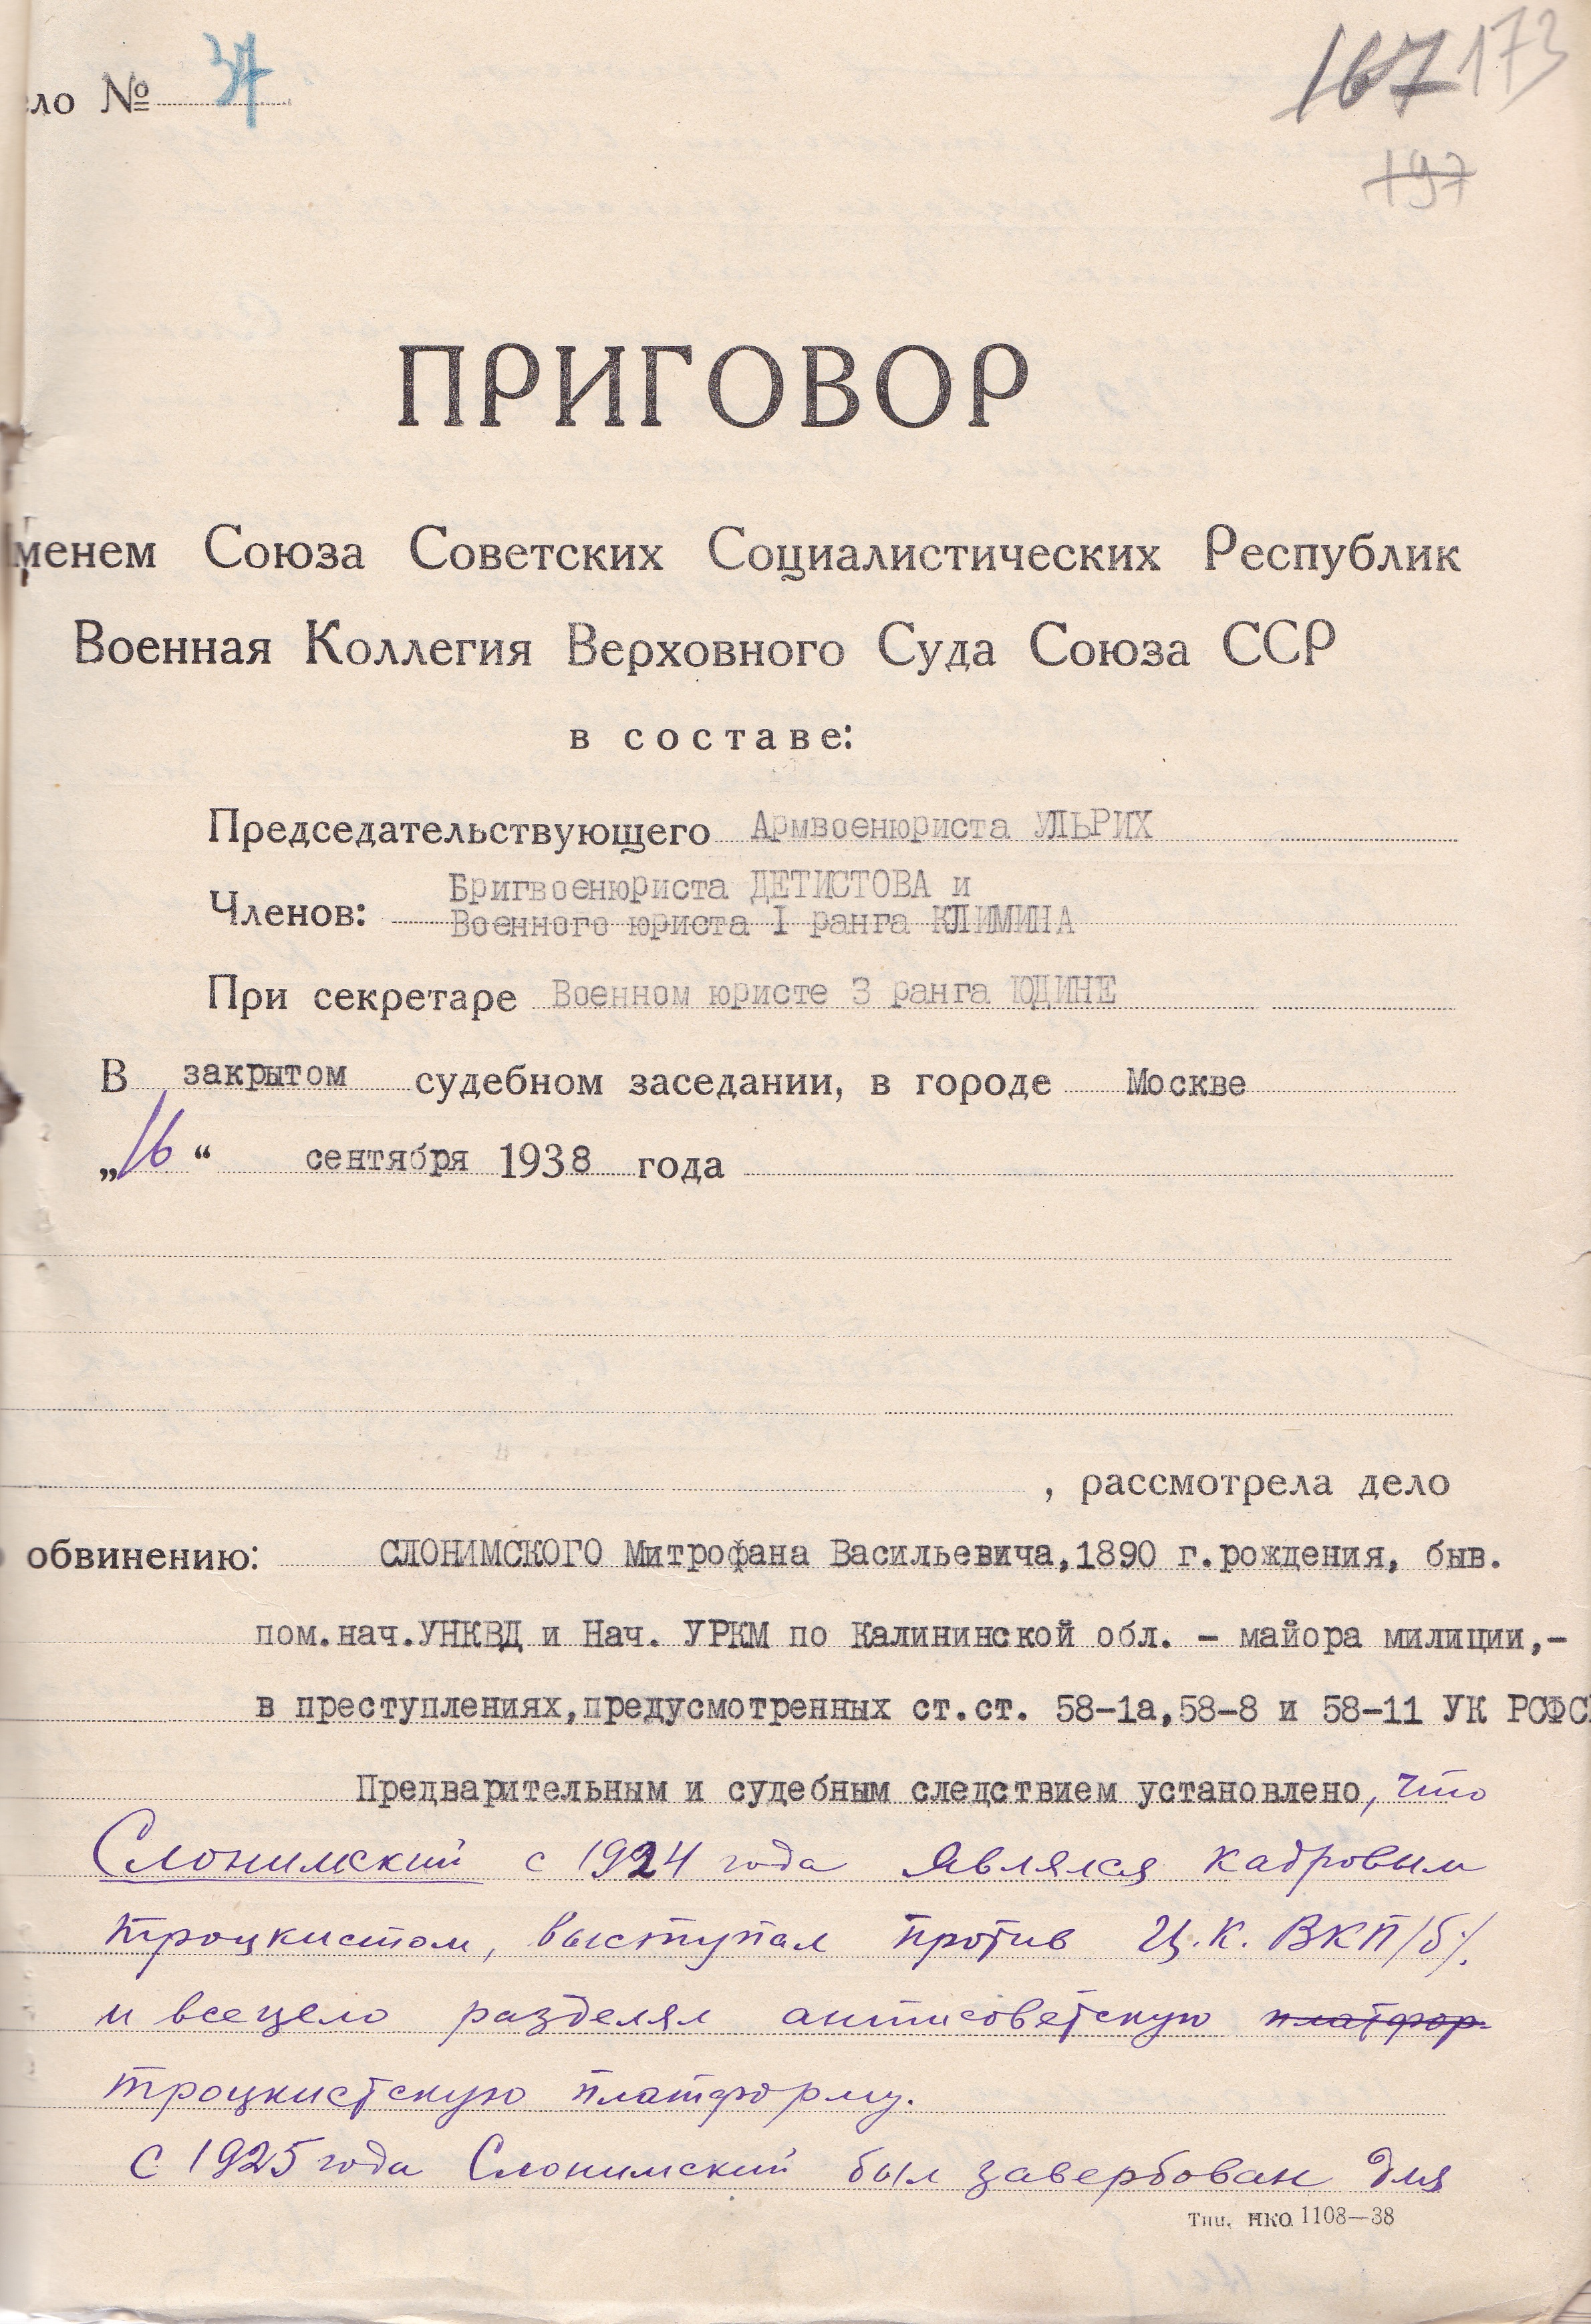 ло № 37
167 173
197
ПРИГОВОР
менем Союза Советских Социалистических Республик
Военная Коллегия Верховного Суда Союза ССР
в составе:
Председательствующего Армвоенюриста УЛЬРИХ
Бригвоенюриста ДЕТИСТОВА и
Членов: Военного юриста I ранга КЛИМИНА
При секретаре Военном юристе 3 ранга ЮДИНЕ
В закрытом судебном заседании, в городе Москве
„16“ сентября 1938 года
, рассмотрела дело
обвинению: СЛОНИМСКОГО Митрофана Васильевича,1890 г.рождения, быв.
пом.нач.УНКВД и Нач. УРКМ по Калининской обл. - майора милиции,-
в преступлениях,предусмотренных ст.ст. 58-1а,58-8 и 58-11 УК РСФС
Предварительным и судебным следствием установлено, что
Слонимский с 1924 года являлся кадровым
троцкистом, выступал против Ц.К. ВКП/б/.
и всецело разделял антисоветскую платфор-
троцкистскую платформу.
С 1925 года Слонимский был завербован для
Тип. НКО 1108—38